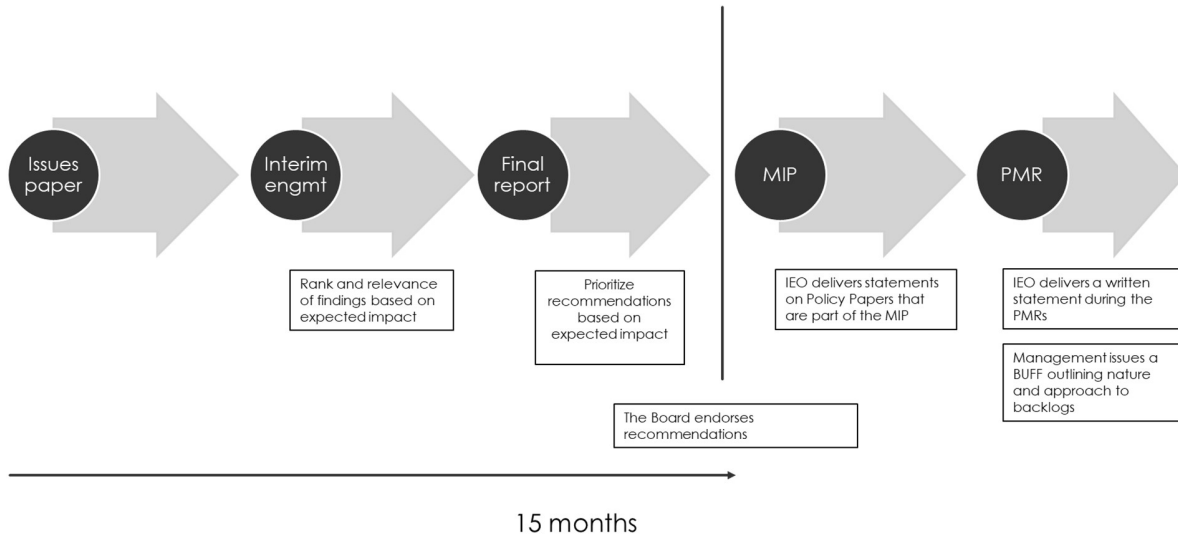 Issues
paper
Interim
engmt
Final
report
MIP
PMR
Rank and relevance
of findings based on
expected impact
Prioritize
recommendations
based on
expected impact
IEO delivers statements
on Policy Papers that
are part of the MIP
IEO delivers a written
statement during the
PMRs
Management issues a
BUFF outlining nature
and approach to
backlogs
The Board endorses
recommendations
15 months